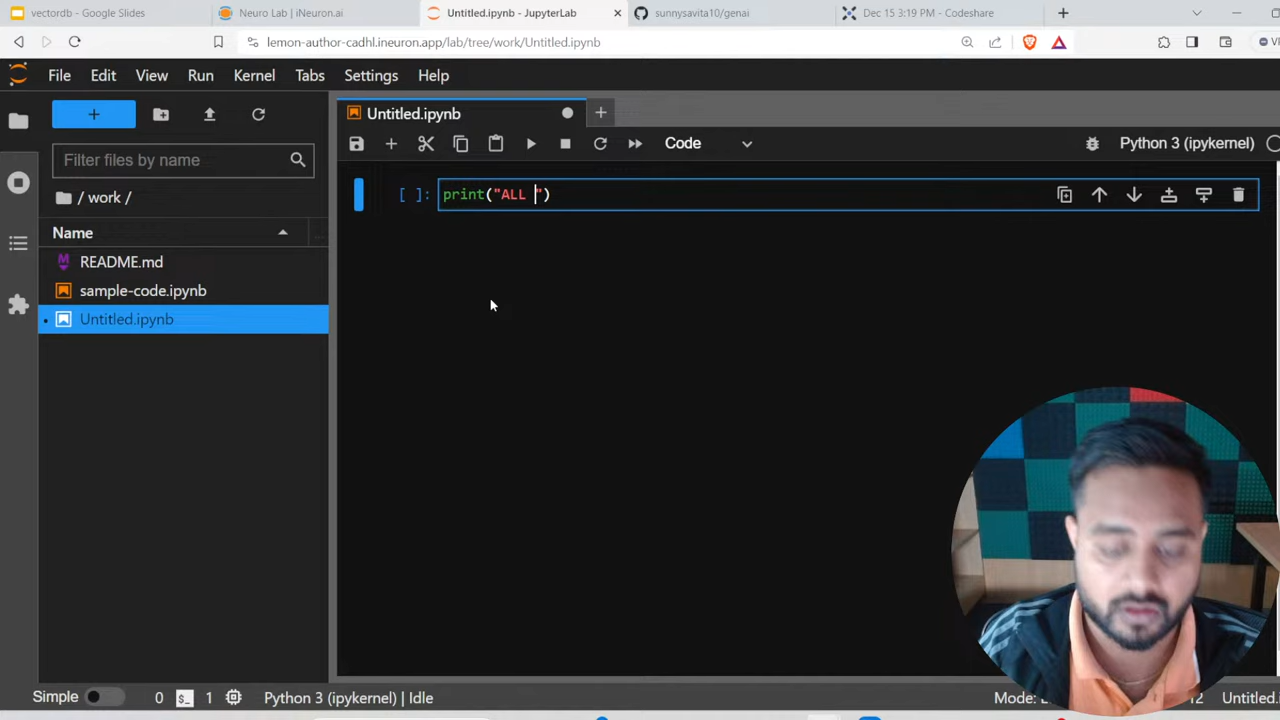 vectordb - Google Slides
Neuro Lab | iNeuron.ai
Untitled.ipynb - JupyterLab
sunnysavita10/genai
Dec 15 3:19 PM - Codeshare
lemon-author-cadhl.ineuron.app/lab/tree/work/Untitled.ipynb
File Edit View Run Kernel Tabs Settings Help
Untitled.ipynb
Filter files by name
Code
Python 3 (ipykernel)
/ work /
[ ]: print("ALL ")
Name
README.md
sample-code.ipynb
Untitled.ipynb
Simple 0 $_ 1 Python 3 (ipykernel) | Idle
Mode: 12 Untitled.